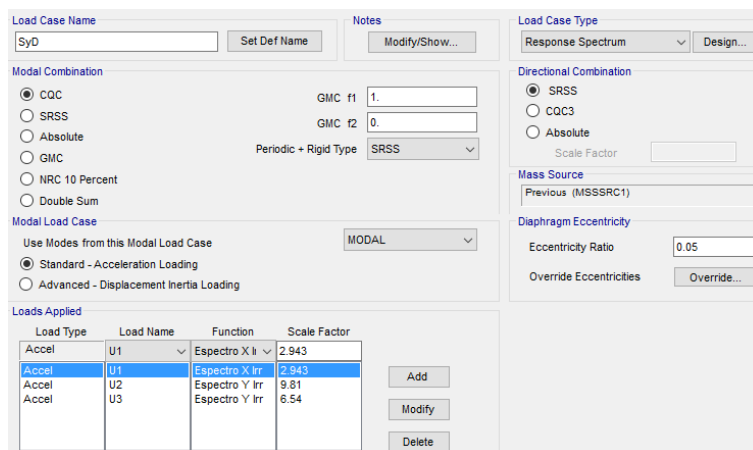 Load Case Name
Notes
Load Case Type
SyD
Set Def Name
Modify/Show...
Response Spectrum
Design...
Modal Combination
CQC
SRSS
Absolute
GMC
NRC 10 Percent
Double Sum
GMC f1
1.
GMC f2
0.
Periodic + Rigid Type
SRSS
Directional Combination
SRSS
CQC3
Absolute
Scale Factor
Mass Source
Previous (MSSSRC1)
Modal Load Case
Use Modes from this Modal Load Case
MODAL
Standard - Acceleration Loading
Advanced - Displacement Inertia Loading
Diaphragm Eccentricity
Eccentricity Ratio
0.05
Override Eccentricities
Override...
Loads Applied
Load Type Load Name Function Scale Factor
Accel U1 Espectro X Ir 2.943
Accel U1 Espectro X Irr 2.943
Accel U2 Espectro Y Irr 9.81
Accel U3 Espectro Y Irr 6.54
Add
Modify
Delete